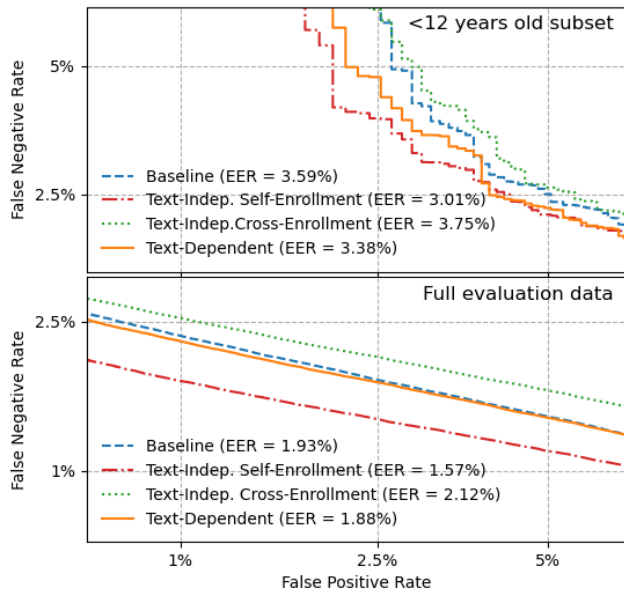 <12 years old subset
5%
2.5%
False Negative Rate
Baseline (EER = 3.59%)
Text-Indep. Self-Enrollment (EER = 3.01%)
Text-Indep.Cross-Enrollment (EER = 3.75%)
Text-Dependent (EER = 3.38%)
Full evaluation data
2.5%
1%
False Negative Rate
Baseline (EER = 1.93%)
Text-Indep. Self-Enrollment (EER = 1.57%)
Text-Indep. Cross-Enrollment (EER = 2.12%)
Text-Dependent (EER = 1.88%)
1%
2.5%
5%
False Positive Rate